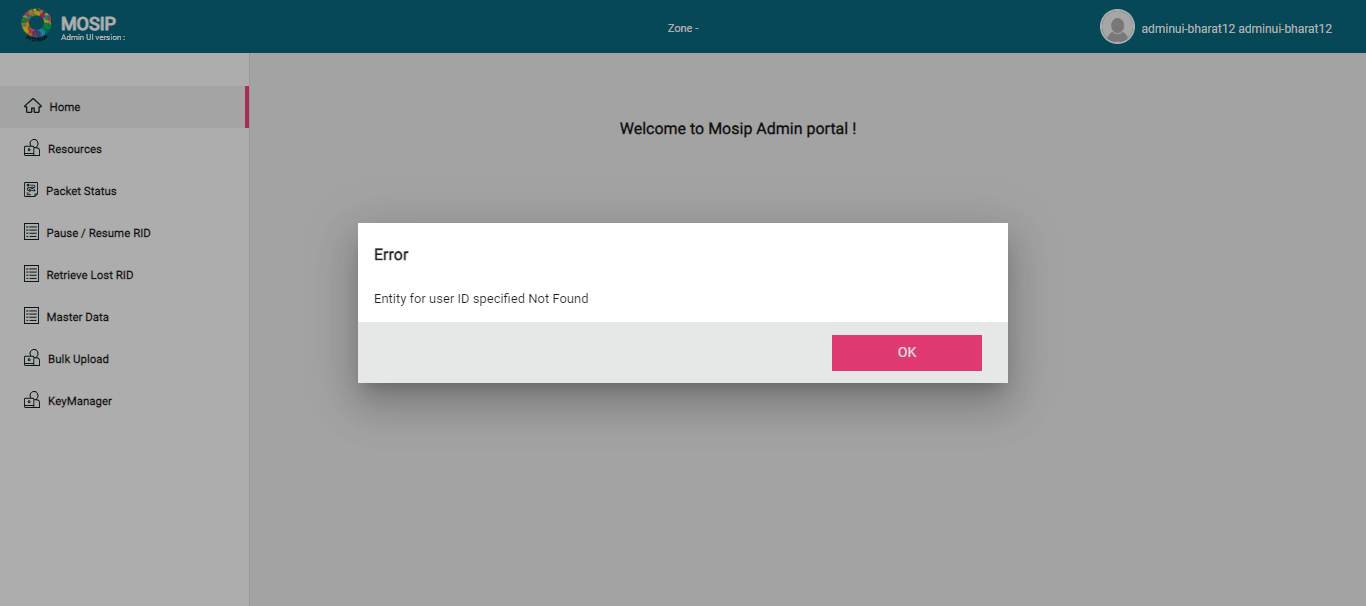 MOSIP
Admin UI version :
Zone -
adminui-bharat12 adminui-bharat12
Home
Resources
Packet Status
Pause / Resume RID
Retrieve Lost RID
Master Data
Bulk Upload
KeyManager
Welcome to Mosip Admin portal !
Error
Entity for user ID specified Not Found
OK